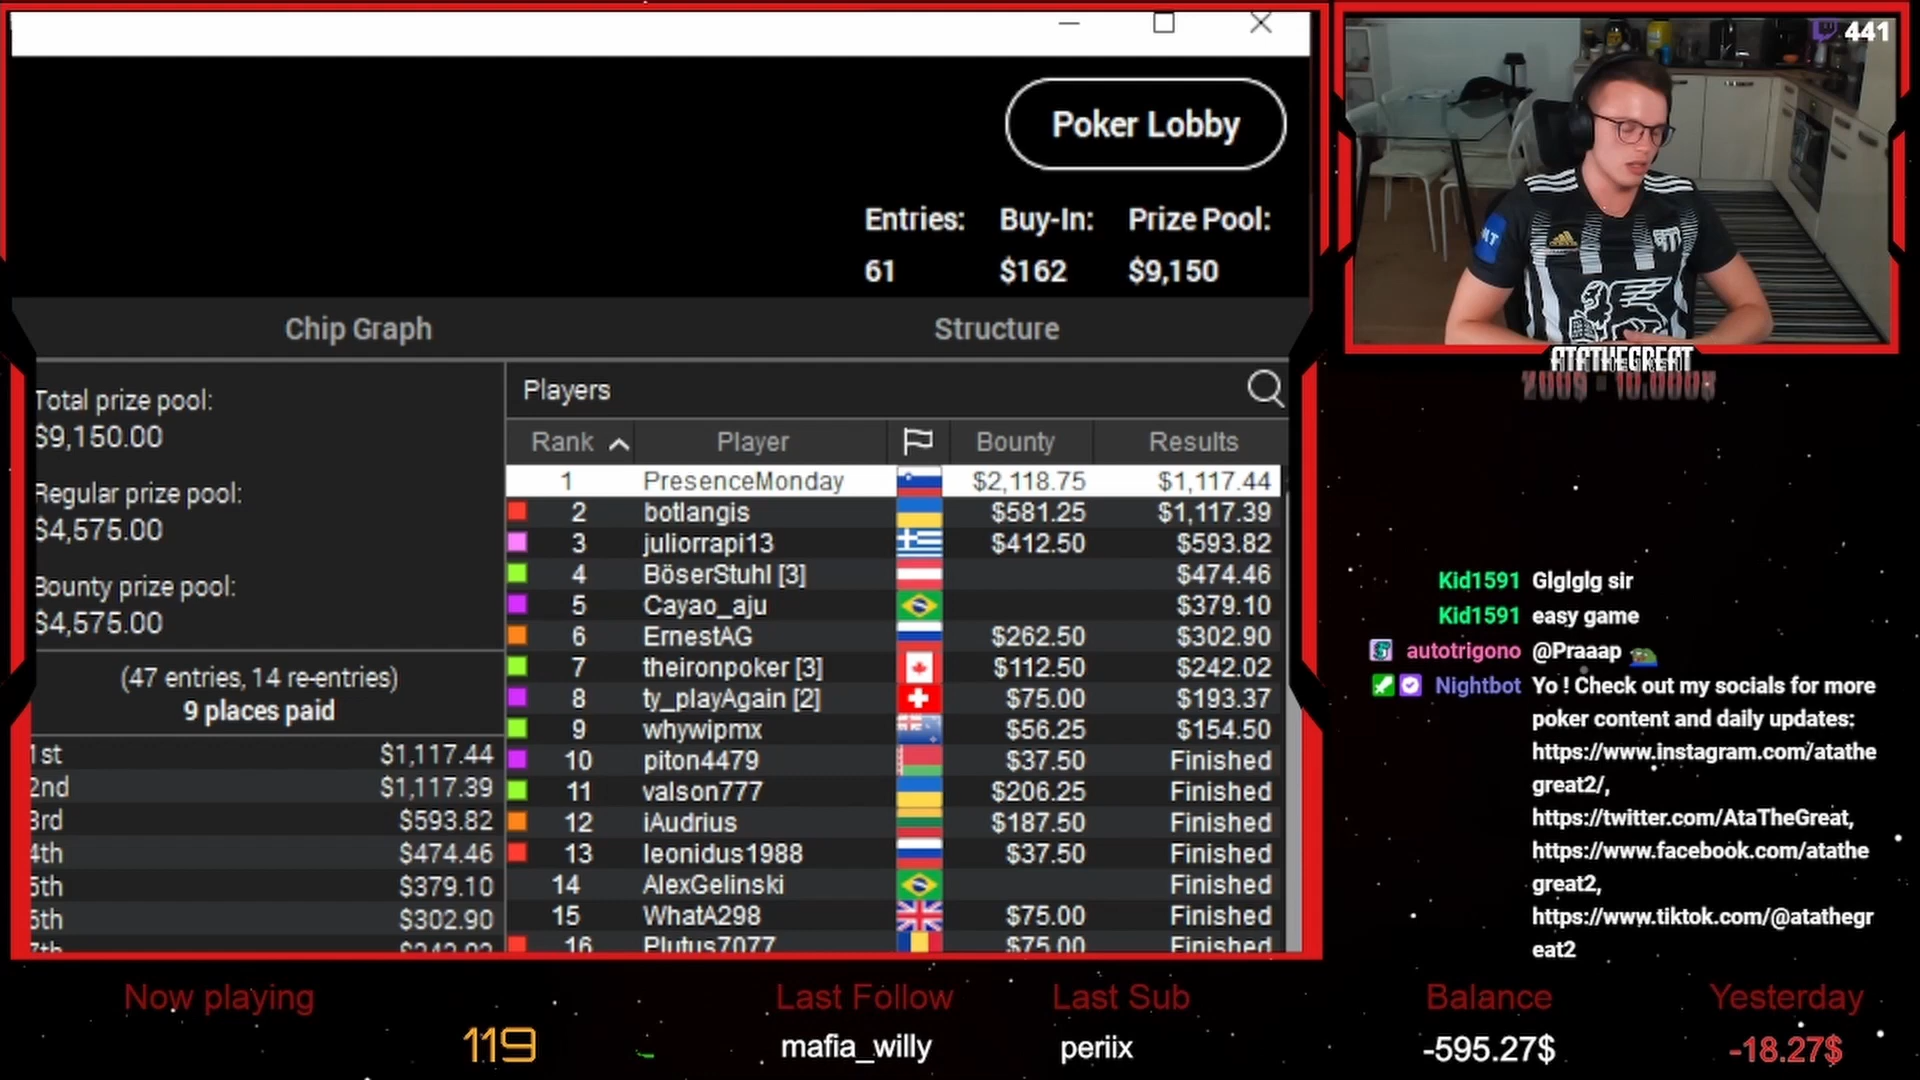 Poker Lobby
Entries: Buy-In: Prize Pool:
61 $162 $9,150
Chip Graph Structure
Total prize pool:
$9,150.00
Regular prize pool:
$4,575.00
Bounty prize pool:
$4,575.00
(47 entries, 14 re-entries)
9 places paid
1st $1,117.44
2nd $1,117.39
3rd $593.82
4th $474.46
5th $379.10
6th $302.90
7th $242.02
Players
Rank Player Bounty Results
1 PresenceMonday $2,118.75 $1,117.44
2 botlangis $581.25 $1,117.39
3 juliorrapi13 $412.50 $593.82
4 BöserStuhl [3] $474.46
5 Cayao_aju $379.10
6 ErnestAG $262.50 $302.90
7 theironpoker [3] $112.50 $242.02
8 ty_playAgain [2] $75.00 $193.37
9 whywipmx $56.25 $154.50
10 piton4479 $37.50 Finished
11 valson777 $206.25 Finished
12 iAudrius $187.50 Finished
13 leonidus1988 $37.50 Finished
14 AlexGelinski Finished
15 WhatA298 $75.00 Finished
16 Plutus7077 $75.00 Finished
441
ATATHEGREAT
200$ - 10.000$
Kid1591 Glglglg sir
Kid1591 easy game
autotrigono @Praaap
Nightbot Yo ! Check out my socials for more
poker content and daily updates:
https://www.instagram.com/atathe
great2/,
https://twitter.com/AtaTheGreat,
https://www.facebook.com/atathe
great2,
https://www.tiktok.com/@atathegr
eat2
Now playing Last Follow Last Sub Balance Yesterday
119 mafia_willy periix -595.27$ -18.27$